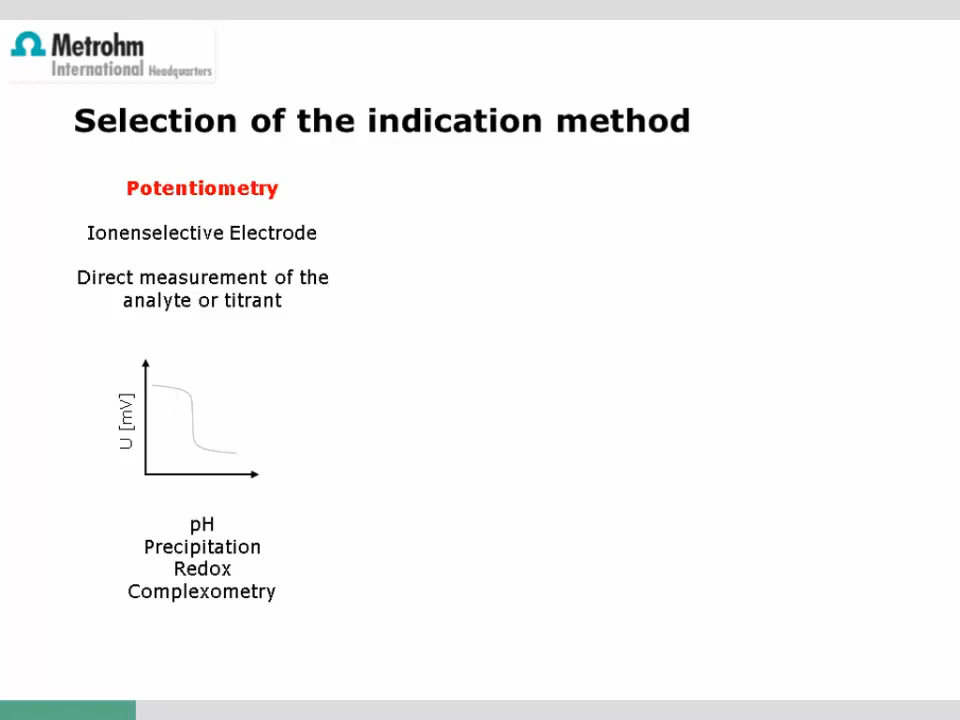 Metrohm
International Headquarters
Selection of the indication method
Potentiometry
Ionenselective Electrode
Direct measurement of the
analyte or titrant
U [mV]
pH
Precipitation
Redox
Complexometry